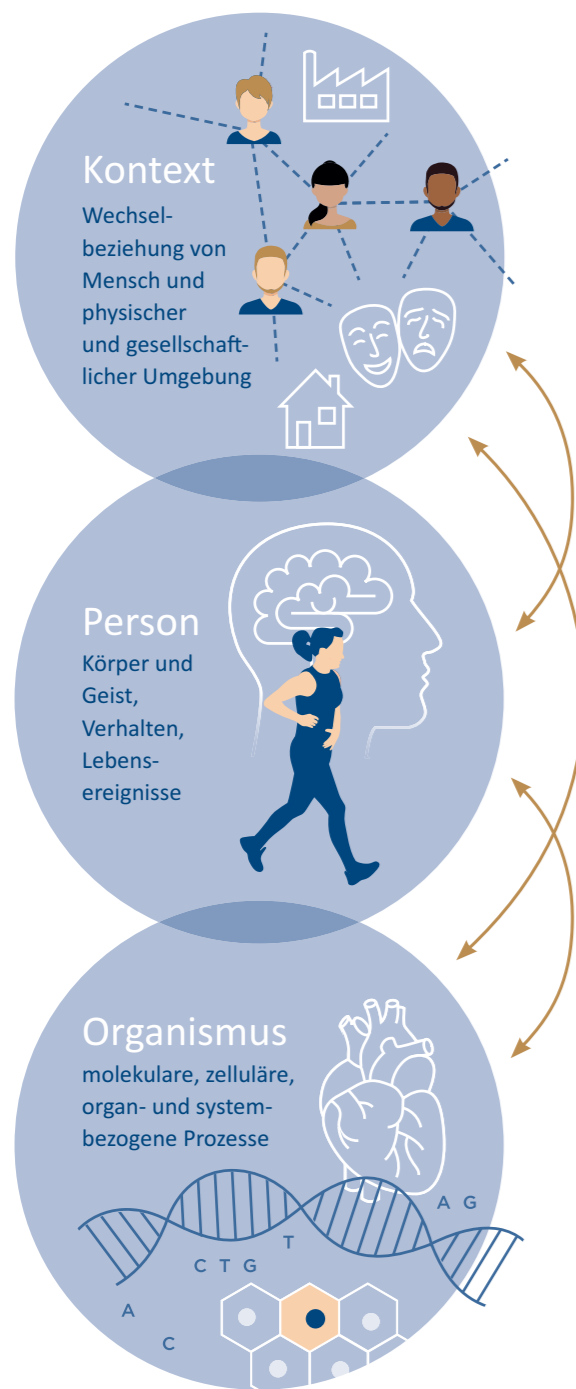 Kontext
Wechsel-
beziehung von
Mensch und
physischer
und gesellschaft-
licher Umgebung
Person
Körper und
Geist,
Verhalten,
Lebens-
ereignisse
Organismus
molekulare, zelluläre,
organ- und system-
bezogene Prozesse
A G
T
C T G
A
C